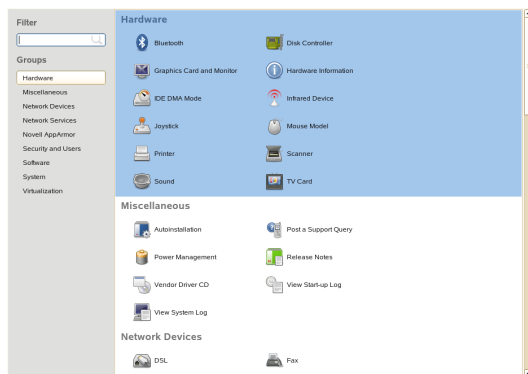 Filter
Groups
Hardware
Miscellaneous
Network Devices
Network Services
Novell AppArmor
Security and Users
Software
System
Virtualization
Hardware
Bluetooth
Disk Controller
Graphics Card and Monitor
Hardware Information
IDE DMA Mode
Infrared Device
Joystick
Mouse Model
Printer
Scanner
Sound
TV Card
Miscellaneous
Autoinstallation
Post a Support Query
Power Management
Release Notes
Vendor Driver CD
View Start-up Log
View System Log
Network Devices
DSL
Fax